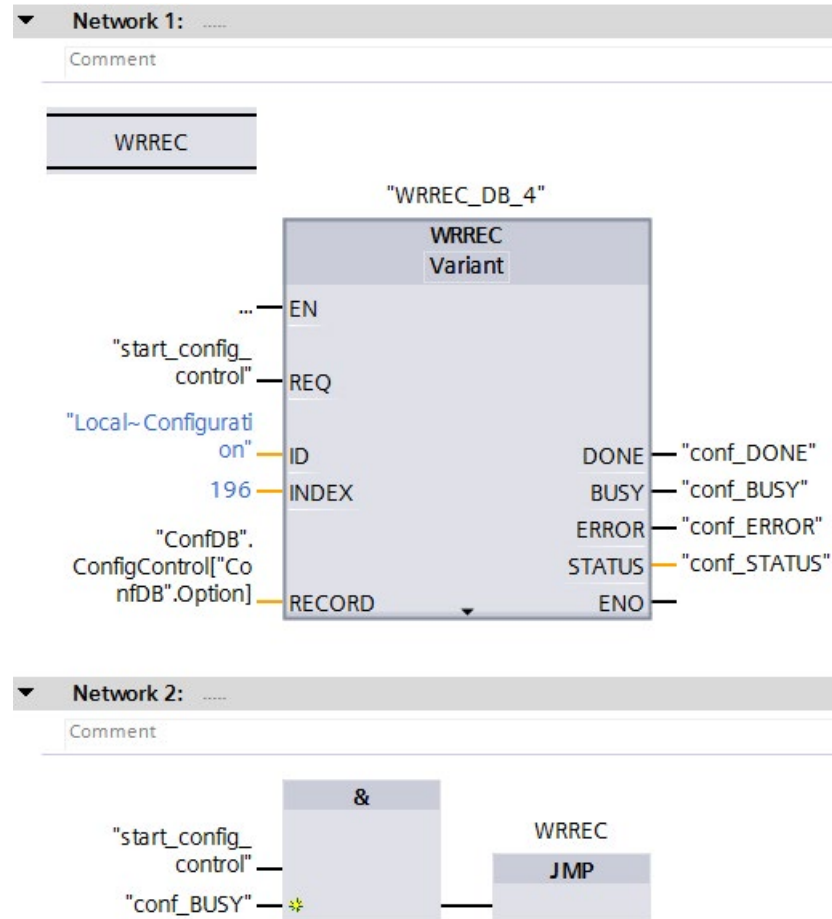 Network 1: .....
Comment
WRREC
"WRREC_DB_4"
WRREC
Variant
... EN
"start_config_
control" REQ
"Local~Configurati
on" ID
196 INDEX
"ConfDB".
ConfigControl["Co
nfDB".Option] RECORD
DONE "conf_DONE"
BUSY "conf_BUSY"
ERROR "conf_ERROR"
STATUS "conf_STATUS"
ENO
Network 2: .....
Comment
&
"start_config_
control"
"conf_BUSY"
WRREC
JMP